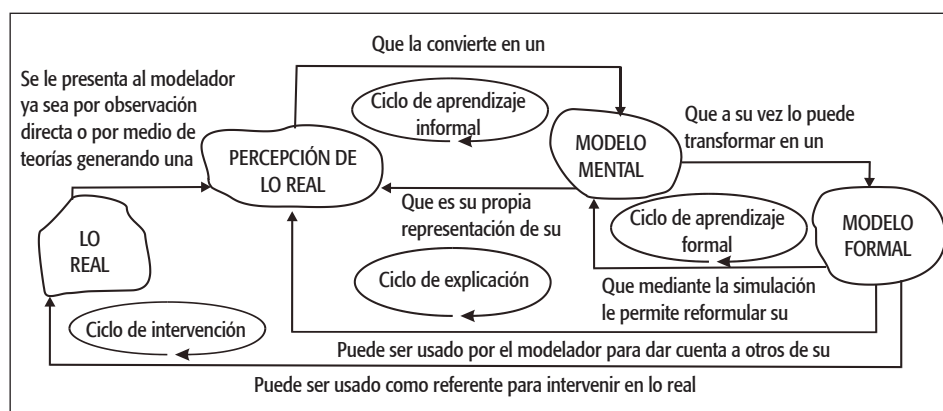 Que la convierte en un
Se le presenta al modelador
ya sea por observación
directa o por medio de
teorías generando una
Ciclo de aprendizaje
informal
Que a su vez lo puede
transformar en un
PERCEPCIÓN DE
LO REAL
MODELO
MENTAL
Que es su propia
representación de su
Ciclo de aprendizaje
formal
MODELO
FORMAL
LO
REAL
Ciclo de explicación
Que mediante la simulación
le permite reformular su
Ciclo de intervención
Puede ser usado por el modelador para dar cuenta a otros de su
Puede ser usado como referente para intervenir en lo real